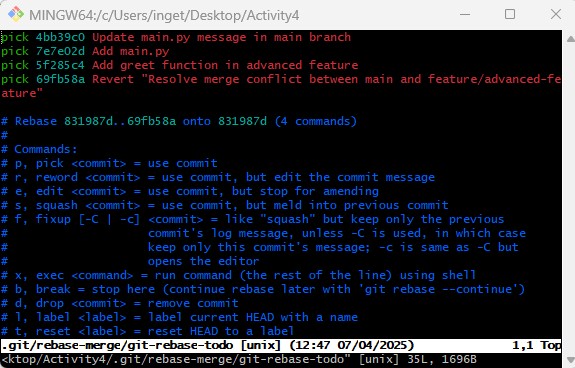 MINGW64:/c/Users/inget/Desktop/Activity4
pick 4bb39c0 Update main.py message in main branch
pick 7e7e02d Add main.py
pick 5f285c4 Add greet function in advanced feature
pick 69fb58a Revert "Resolve merge conflict between main and feature/advanced-fe
ature"
# Rebase 831987d..69fb58a onto 831987d (4 commands)
#
# Commands:
# p, pick <commit> = use commit
# r, reword <commit> = use commit, but edit the commit message
# e, edit <commit> = use commit, but stop for amending
# s, squash <commit> = use commit, but meld into previous commit
# f, fixup [-C | -c] <commit> = like "squash" but keep only the previous
#                    commit's log message, unless -C is used, in which case
#                    keep only this commit's message; -c is same as -C but
#                    opens the editor
# x, exec <command> = run command (the rest of the line) using shell
# b, break = stop here (continue rebase later with 'git rebase --continue')
# d, drop <commit> = remove commit
# l, label <label> = label current HEAD with a name
# t, reset <label> = reset HEAD to a label
.git/rebase-merge/git-rebase-todo [unix] (12:47 07/04/2025) 1,1 Top
<ktop/Activity4/.git/rebase-merge/git-rebase-todo" [unix] 35L, 1696B